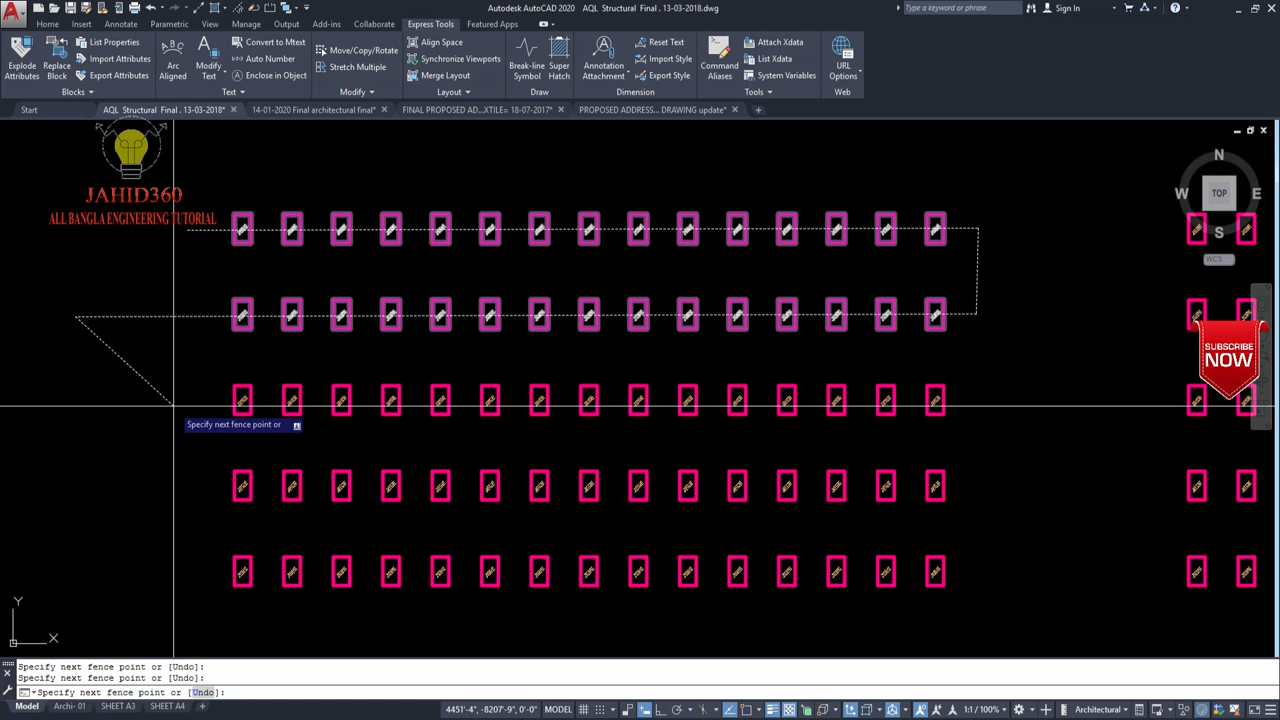 Autodesk AutoCAD 2020 AQL Structural Final . 13-03-2018.dwg
Type a keyword or phrase
Sign In
Home Insert Annotate Parametric View Manage Output Add-ins Collaborate Express Tools Featured Apps
Explode Attributes
Replace Block
List Properties
Import Attributes
Export Attributes
Arc Aligned
Modify Text
Convert to Mtext
Auto Number
Enclose in Object
Move/Copy/Rotate
Stretch Multiple
Align Space
Synchronize Viewports
Merge Layout
Break-line Symbol
Super Hatch
Annotation Attachment
Reset Text
Import Style
Export Style
Command Aliases
Attach Xdata
List Xdata
System Variables
URL Options
Blocks Text Modify Layout Draw Dimension Tools Web
Start AQL Structural Final . 13-03-2018* 14-01-2020 Final architectural final* FINAL PROPOSED AD...XTILE= 18-07-2017* PROPOSED ADDRESS... DRAWING update*
JAHID360
ALL BANGLA ENGINEERING TUTORIAL
N
W TOP E
S
WCS
SUBSCRIBE
NOW
Specify next fence point or
Y
X
Specify next fence point or [Undo]:
Specify next fence point or [Undo]:
Specify next fence point or [Undo]:
Model Archi- 01 SHEET A3 SHEET A4
4451'-4", -8207'-9", 0'-0" MODEL 1:1 / 100% Architectural